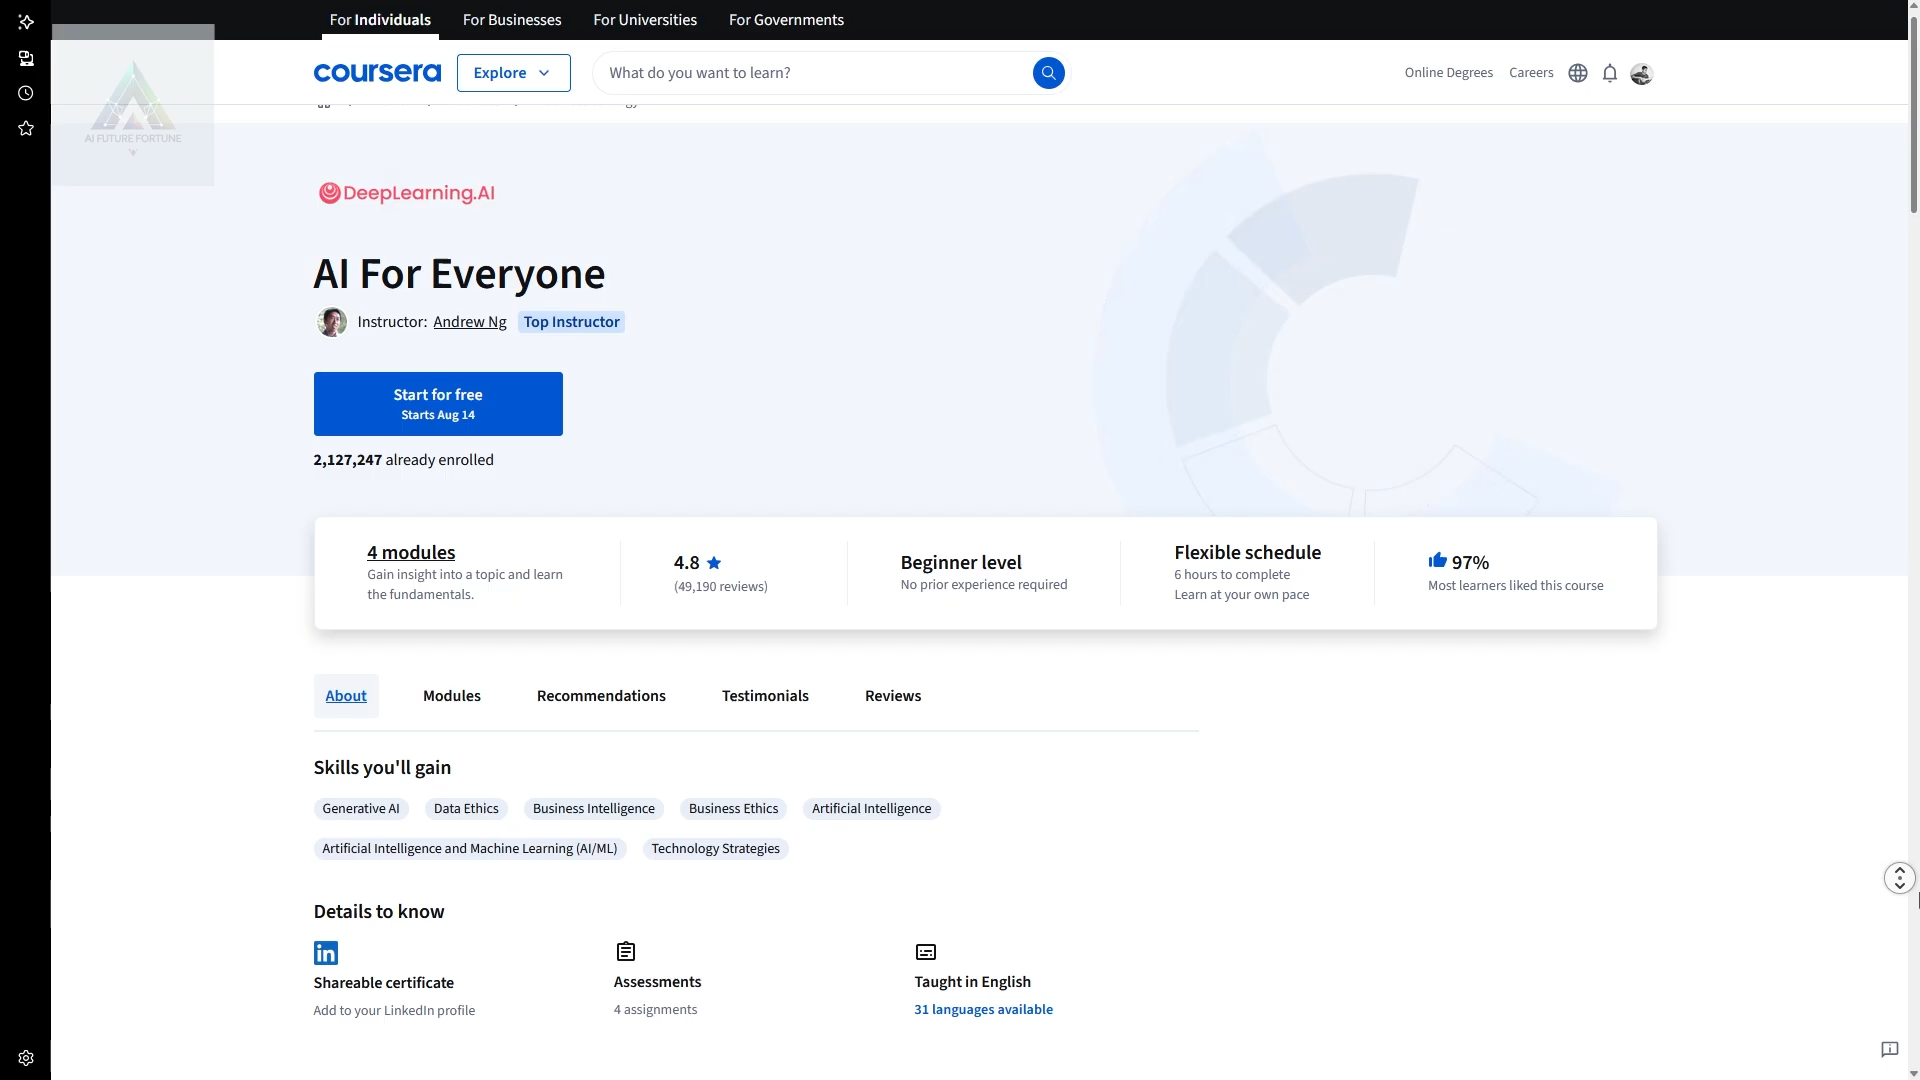 For Individuals
For Businesses
For Universities
For Governments
coursera
Explore
What do you want to learn?
Online Degrees
Careers
AI FUTURE FORTUNE
DeepLearning.AI
AI For Everyone
Instructor: Andrew Ng
Top Instructor
Start for free
Starts Aug 14
2,127,247 already enrolled
4 modules
Gain insight into a topic and learn
the fundamentals.
4.8
(49,190 reviews)
Beginner level
No prior experience required
Flexible schedule
6 hours to complete
Learn at your own pace
97%
Most learners liked this course
About
Modules
Recommendations
Testimonials
Reviews
Skills you'll gain
Generative AI
Data Ethics
Business Intelligence
Business Ethics
Artificial Intelligence
Artificial Intelligence and Machine Learning (AI/ML)
Technology Strategies
Details to know
in
Shareable certificate
Add to your LinkedIn profile
Assessments
4 assignments
Taught in English
31 languages available